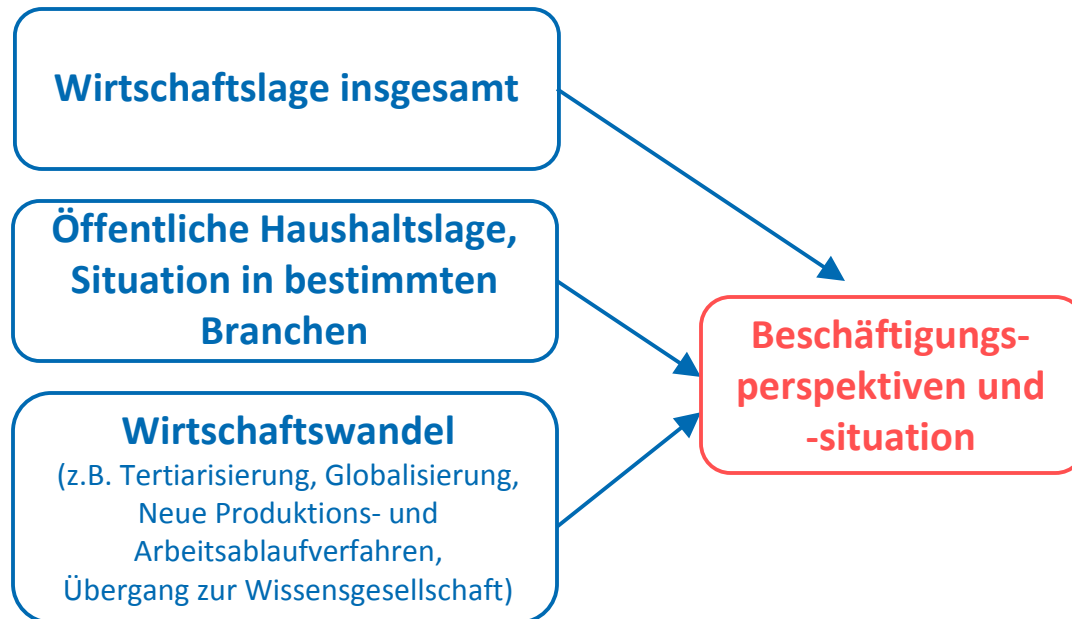 Wirtschaftslage insgesamt
Öffentliche Haushaltslage,
Situation in bestimmten
Branchen
Wirtschaftswandel
(z.B. Tertiarisierung, Globalisierung,
Neue Produktions- und
Arbeitsablaufverfahren,
Übergang zur Wissensgesellschaft)
Beschäftigungs-
perspektiven und
-situation